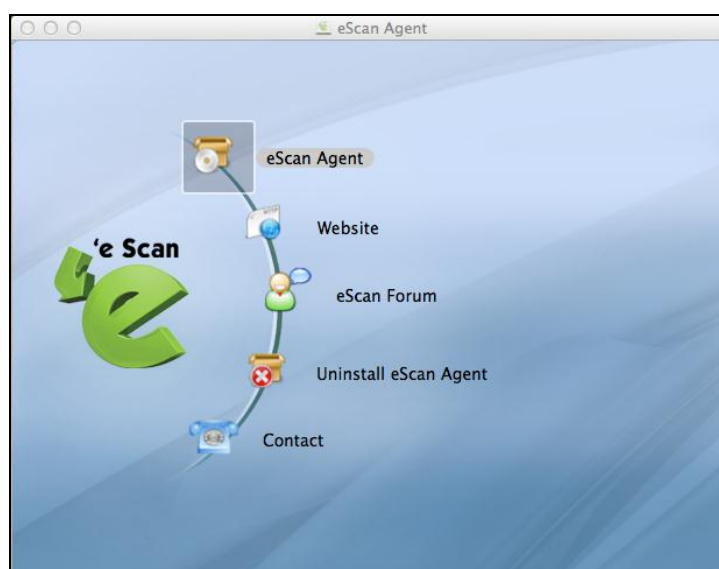 eScan Agent
eScan Agent
Website
'e Scan
eScan Forum
Uninstall eScan Agent
Contact